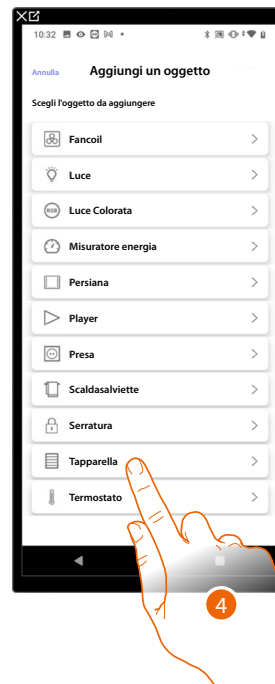 10:32
Annulla Aggiungi un oggetto
Scegli l'oggetto da aggiungere
Fancoil
Luce
RGB Luce Colorata
Misuratore energia
Persiana
Player
Presa
Scaldasalviette
Serratura
Tapparella
Termostato
4